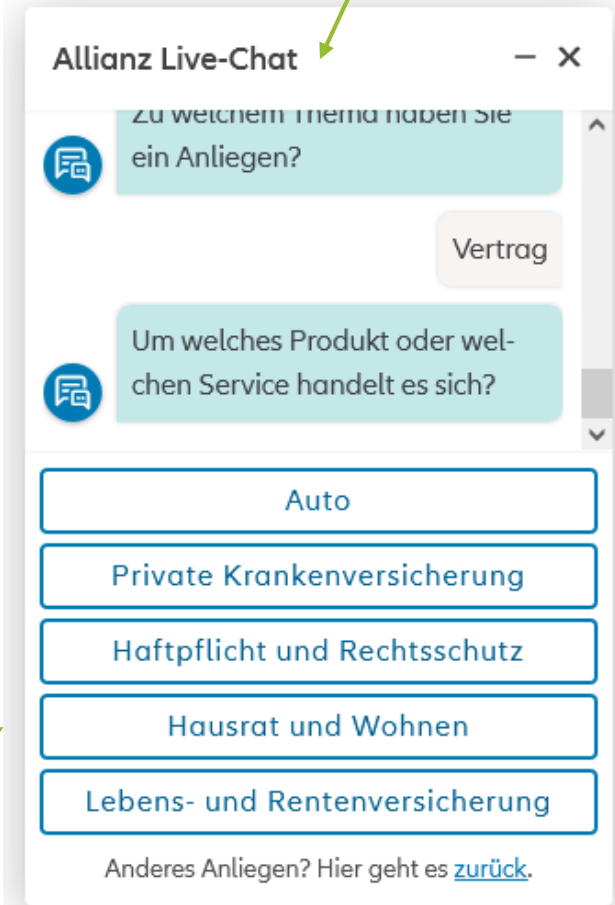 Allianz Live-Chat
Zu welchem Thema haben Sie
ein Anliegen?
Vertrag
Um welches Produkt oder wel-
chen Service handelt es sich?
Auto
Private Krankenversicherung
Haftpflicht und Rechtsschutz
Hausrat und Wohnen
Lebens- und Rentenversicherung
Anderes Anliegen? Hier geht es zurück.